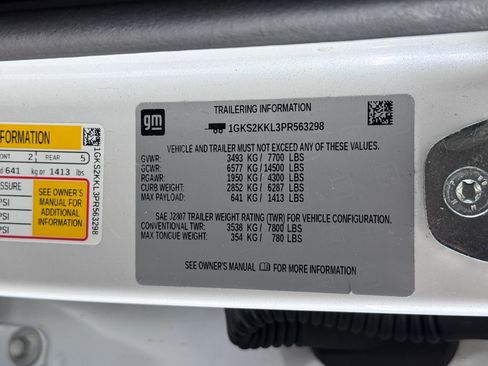 INFORMATION
ONT 2 REAR 5
d 641 kg or 1413 lbs
ESSURE
PSI
PSI
PSI
SEE OWNER'S
MANUAL FOR
ADDITIONAL
INFORMATION
1GKS2KKL3PR563298
gm
TRAILERING INFORMATION
1GKS2KKL3PR563298
VEHICLE AND TRAILER MUST NOT EXCEED ANY OF THESE VALUES.
GVWR: 3493 KG/ 7700 LBS
GCWR: 6577 KG/ 14500 LBS
RGAWR: 1950 KG/ 4300 LBS
CURB WEIGHT: 2852 KG/ 6287 LBS
MAX PAYLOAD: 641 KG/ 1413 LBS
SAE J2807 TRAILER WEIGHT RATING (TWR) FOR VEHICLE CONFIGURATION.
CONVENTIONAL TWR: 3538 KG/ 7800 LBS
MAX TONGUE WEIGHT: 354 KG/ 780 LBS
SEE OWNER'S MANUAL FOR MORE INFORMATION